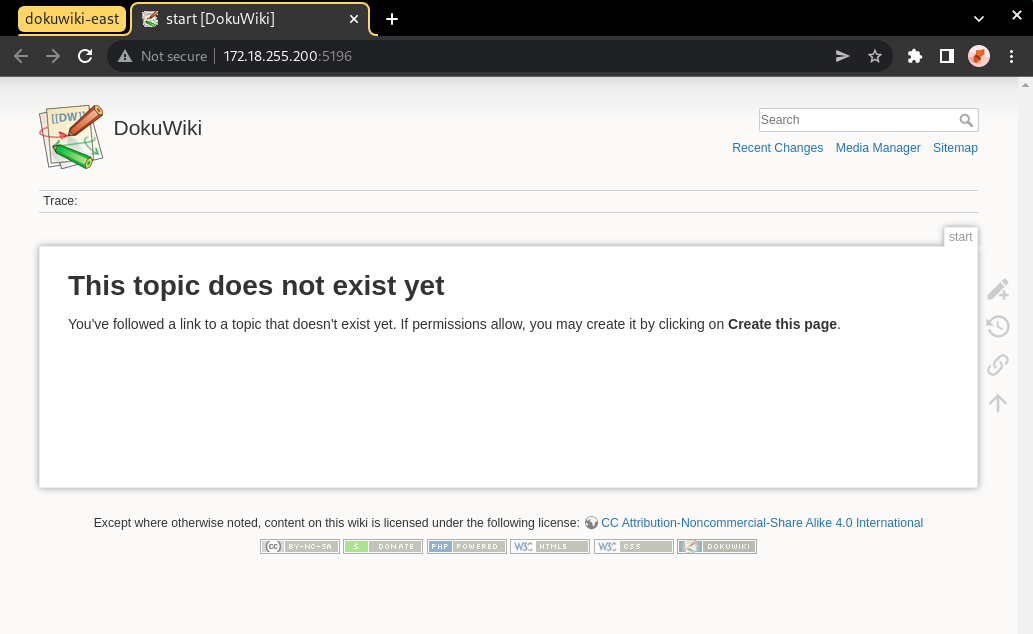 dokuwiki-east
start [DokuWiki]
Not secure
172.18.255.200:5196
[[DW]]
DokuWiki
Search
Recent Changes Media Manager Sitemap
Trace:
start
This topic does not exist yet
You've followed a link to a topic that doesn't exist yet. If permissions allow, you may create it by clicking on Create this page.
Except where otherwise noted, content on this wiki is licensed under the following license: CC Attribution-Noncommercial-Share Alike 4.0 International
(cc) BY-NC-SA $ DONATE PHP POWERED W3C HTML5 W3C CSS DOKUWIKI